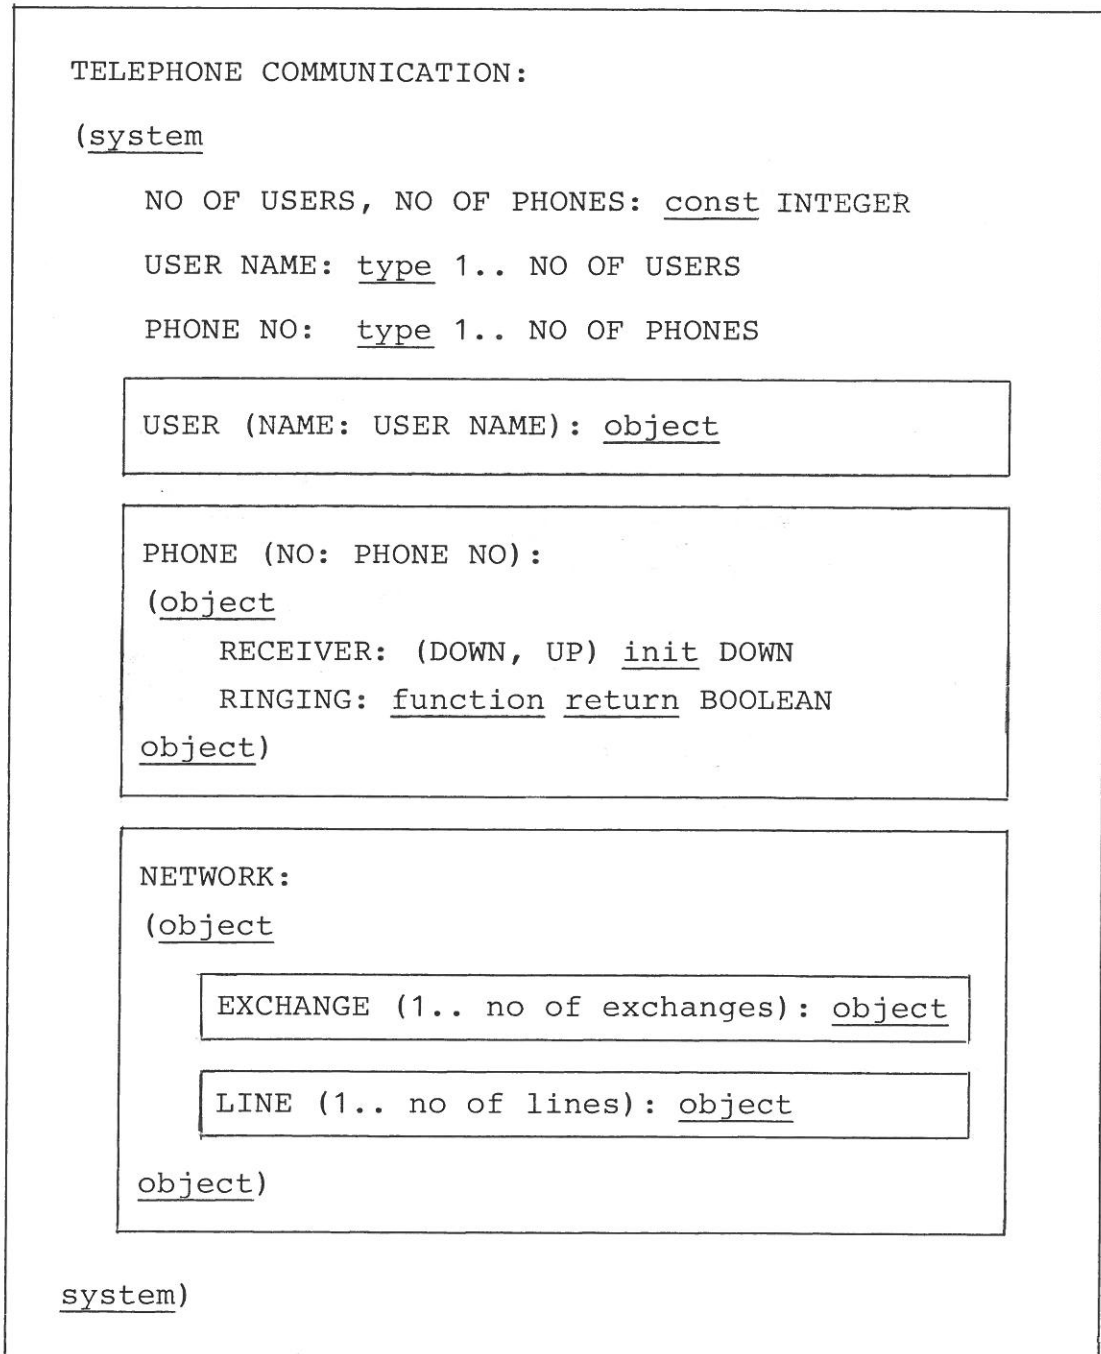 TELEPHONE COMMUNICATION:
(system
NO OF USERS, NO OF PHONES: const INTEGER
USER NAME: type 1.. NO OF USERS
PHONE NO: type 1.. NO OF PHONES
USER (NAME: USER NAME): object
PHONE (NO: PHONE NO):
(object
RECEIVER: (DOWN, UP) init DOWN
RINGING: function return BOOLEAN
object)
NETWORK:
(object
EXCHANGE (1.. no of exchanges): object
LINE (1.. no of lines): object
object)
system)